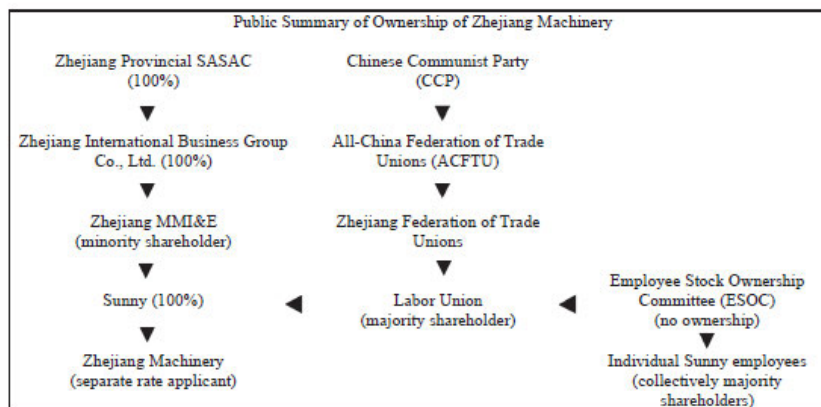 Public Summary of Ownership of Zhejiang Machinery
Zhejiang Provincial SASAC
(100%)
Chinese Communist Party
(CCP)
Zhejiang International Business Group
Co., Ltd. (100%)
All-China Federation of Trade
Unions (ACFTU)
Zhejiang MMI&E
(minority shareholder)
Zhejiang Federation of Trade
Unions
Sunny (100%)
Labor Union
(majority shareholder)
Employee Stock Ownership
Committee (ESOC)
(no ownership)
Zhejiang Machinery
(separate rate applicant)
Individual Sunny employees
(collectively majority
shareholders)